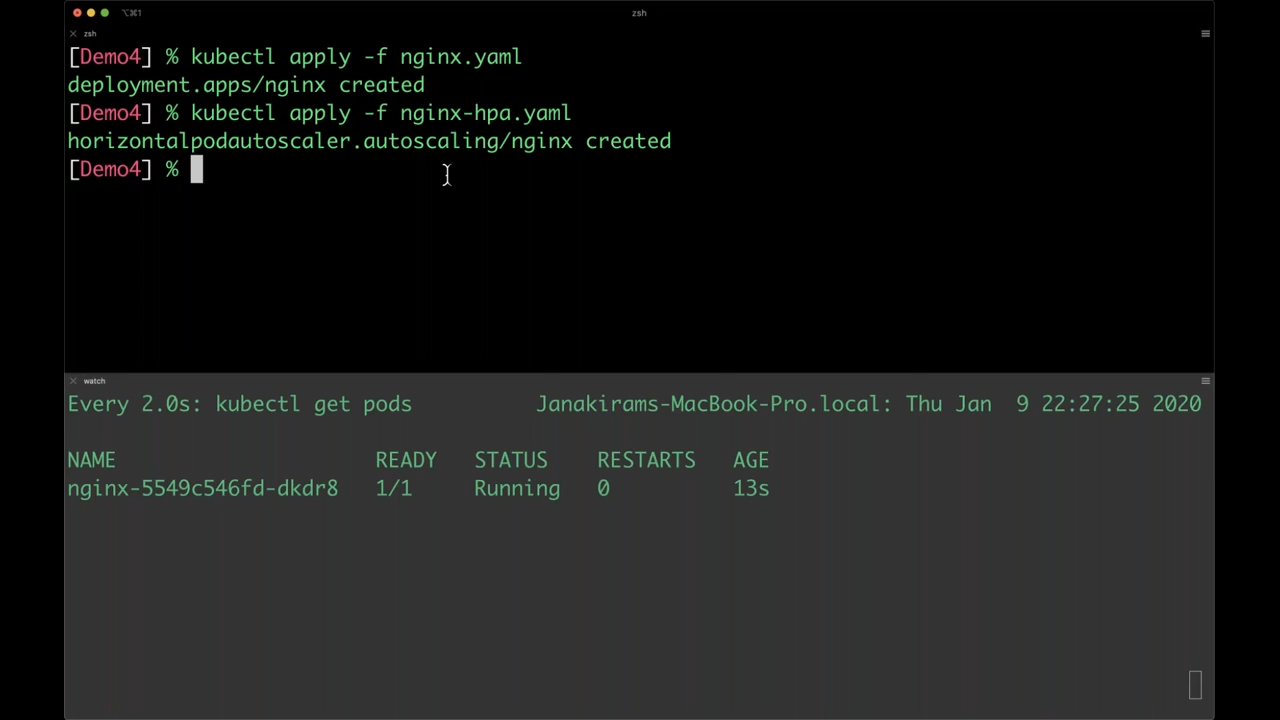 ⌥⌘1
zsh
zsh
[Demo4] % kubectl apply -f nginx.yaml
deployment.apps/nginx created
[Demo4] % kubectl apply -f nginx-hpa.yaml
horizontalpodautoscaler.autoscaling/nginx created
[Demo4] %
watch
Every 2.0s: kubectl get pods Janakirams-MacBook-Pro.local: Thu Jan  9 22:27:25 2020
NAME READY STATUS RESTARTS AGE
nginx-5549c546fd-dkdr8 1/1 Running 0 13s